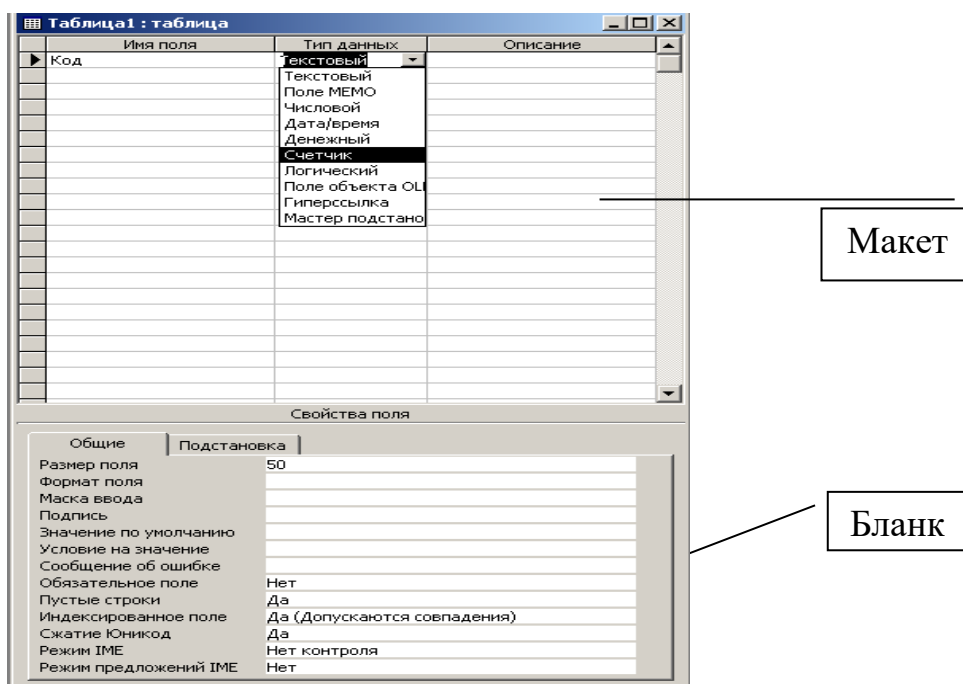 Таблица1 : таблица
Имя поля Тип данных Описание
Код Текстовый
Текстовый
Поле MEMO
Числовой
Дата/время
Денежный
Счетчик
Логический
Поле объекта OL
Гиперссылка
Мастер подстано
Макет
Свойства поля
Общие Подстановка
Размер поля 50
Формат поля
Маска ввода
Подпись
Значение по умолчанию
Условие на значение
Сообщение об ошибке
Обязательное поле Нет
Пустые строки Да
Индексированное поле Да (Допускаются совпадения)
Сжатие Юникод Да
Режим IME Нет контроля
Режим предложений IME Нет
Бланк